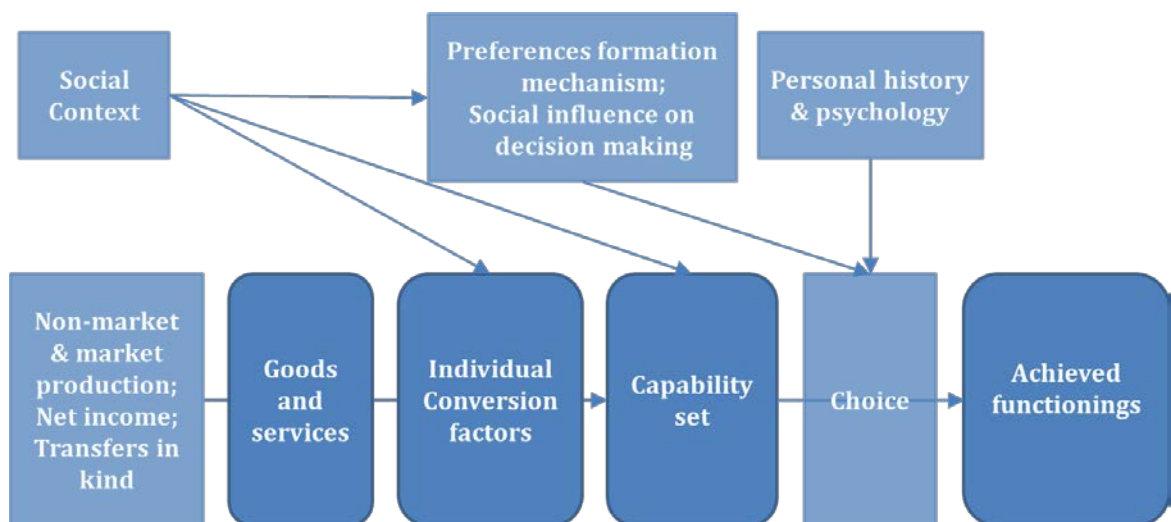 Social
Context
Preferences formation
mechanism;
Social influence on
decision making
Personal history
& psychology
Non-market
& market
production;
Net income;
Transfers in
kind
Goods
and
services
Individual
Conversion
factors
Capability
set
Choice
Achieved
functionings